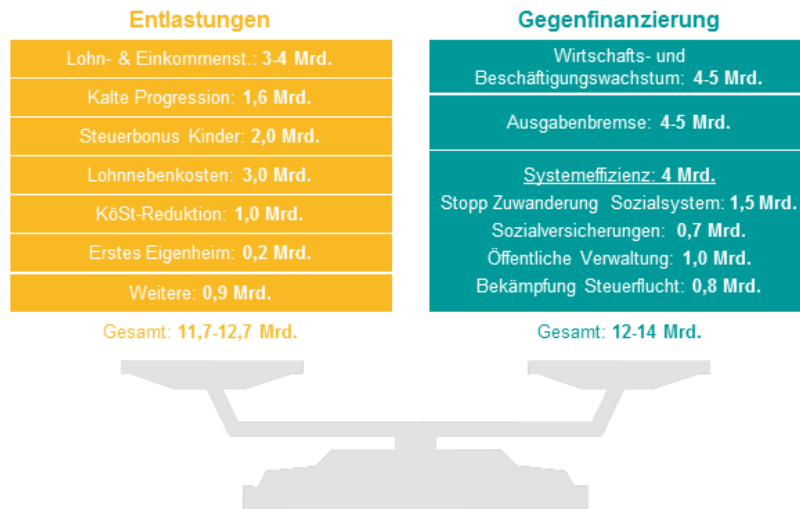 Entlastungen
Lohn- & Einkommenst.: 3-4 Mrd.
Kalte Progression: 1,6 Mrd.
Steuerbonus Kinder: 2,0 Mrd.
Lohnnebenkosten: 3,0 Mrd.
KöSt-Reduktion: 1,0 Mrd.
Erstes Eigenheim: 0,2 Mrd.
Weitere: 0,9 Mrd.
Gesamt: 11,7-12,7 Mrd.
Gegenfinanzierung
Wirtschafts- und
Beschäftigungswachstum: 4-5 Mrd.
Ausgabenbremse: 4-5 Mrd.
Systemeffizienz: 4 Mrd.
Stopp Zuwanderung Sozialsystem: 1,5 Mrd.
Sozialversicherungen: 0,7 Mrd.
Öffentliche Verwaltung: 1,0 Mrd.
Bekämpfung Steuerflucht: 0,8 Mrd.
Gesamt: 12-14 Mrd.